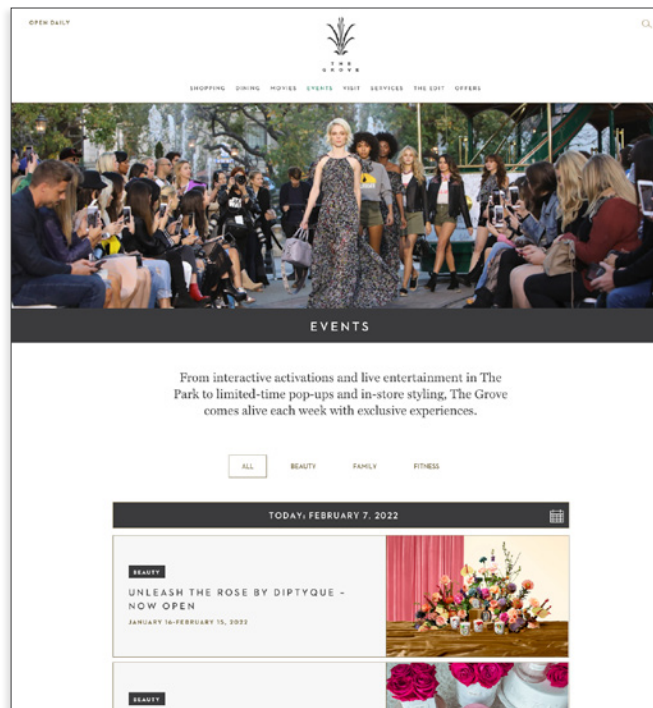 OPEN DAILY
THE
GROVE
SHOPPING DINING MOVIES EVENTS VISIT SERVICES THE EDIT OFFERS
EVENTS
From interactive activations and live entertainment in The
Park to limited-time pop-ups and in-store styling, The Grove
comes alive each week with exclusive experiences.
ALL BEAUTY FAMILY FITNESS
TODAY: FEBRUARY 7, 2022
BEAUTY
UNLEASH THE ROSE BY DIPTYQUE –
NOW OPEN
JANUARY 16-FEBRUARY 15, 2022
BEAUTY